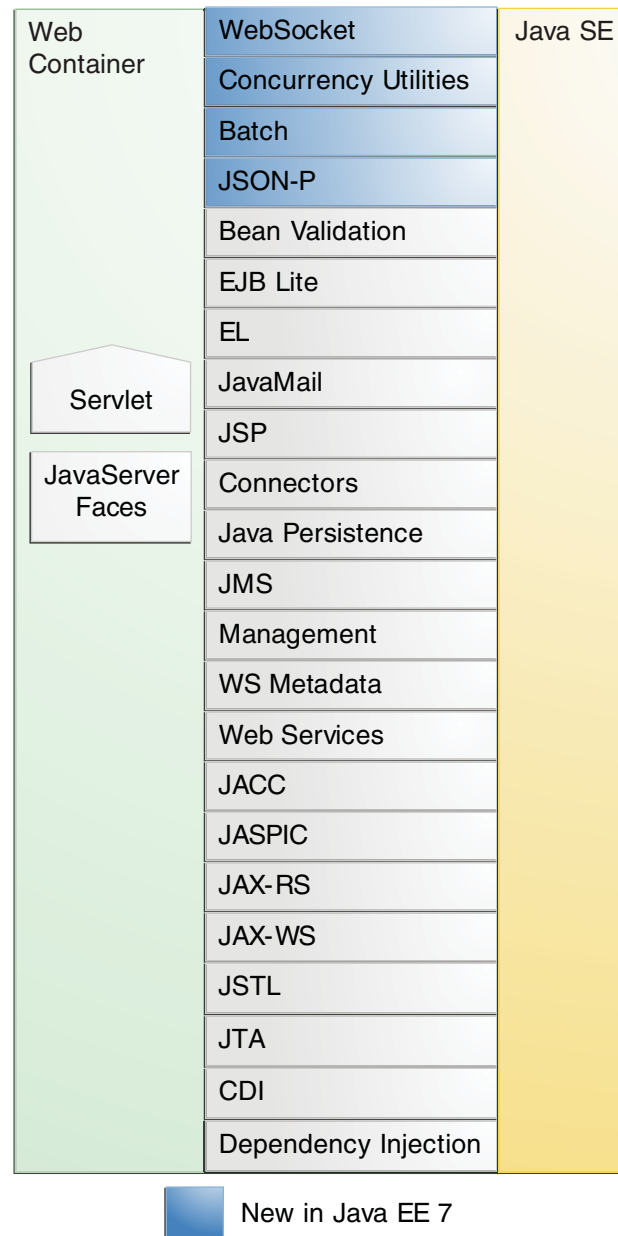 Web
Container
Servlet
JavaServer
Faces
WebSocket
Concurrency Utilities
Batch
JSON-P
Bean Validation
EJB Lite
EL
JavaMail
JSP
Connectors
Java Persistence
JMS
Management
WS Metadata
Web Services
JACC
JASPIC
JAX-RS
JAX-WS
JSTL
JTA
CDI
Dependency Injection
Java SE
New in Java EE 7